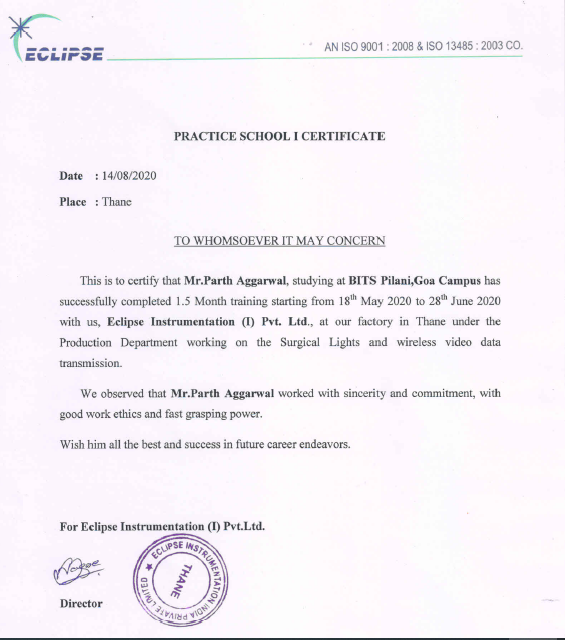 ECLIPSE
AN ISO 9001 : 2008 & ISO 13485 : 2003 CO.
PRACTICE SCHOOL I CERTIFICATE
Date : 14/08/2020
Place : Thane
TO WHOMSOEVER IT MAY CONCERN
This is to certify that Mr.Parth Aggarwal, studying at BITS Pilani,Goa Campus has
successfully completed 1.5 Month training starting from 18th May 2020 to 28th June 2020
with us, Eclipse Instrumentation (I) Pvt. Ltd., at our factory in Thane under the
Production Department working on the Surgical Lights and wireless video data
transmission.
We observed that Mr.Parth Aggarwal worked with sincerity and commitment, with
good work ethics and fast grasping power.
Wish him all the best and success in future career endeavors.
For Eclipse Instrumentation (I) Pvt.Ltd.
★ ECLIPSE INSTRUMENTATION INDIA PRIVATE LIMITED
THANE
Director